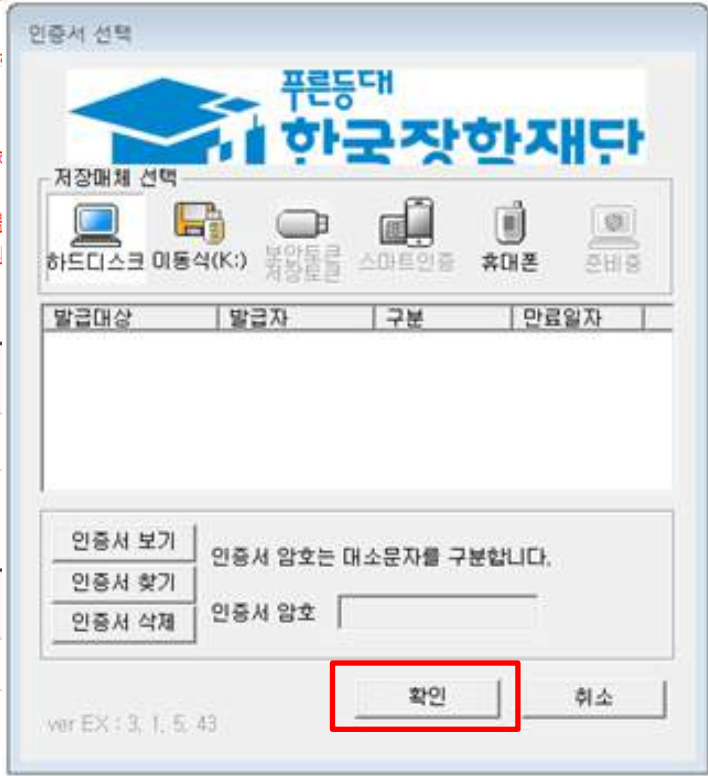 인증서 선택
푸른등대
한국장학재단
저장매체 선택
하드디스크 이동식(K:) 보안토큰 저장토큰 스마트인증 휴대폰 준비중
발급대상 발급자 구분 만료일자
인증서 보기
인증서 암호는 대소문자를 구분합니다.
인증서 찾기
인증서 암호
인증서 삭제
확인 취소
ver EX : 3, 1, 5, 43